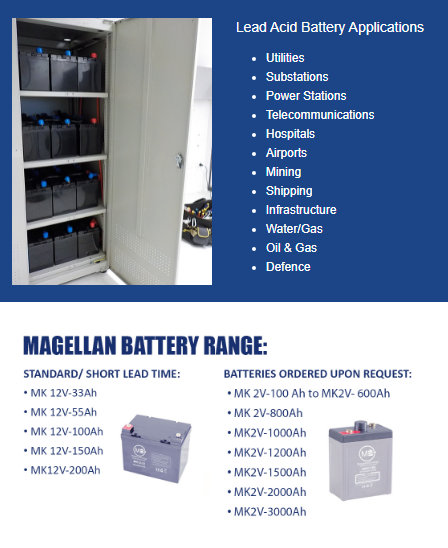 Lead Acid Battery Applications
• Utilities
• Substations
• Power Stations
• Telecommunications
• Hospitals
• Airports
• Mining
• Shipping
• Infrastructure
• Water/Gas
• Oil & Gas
• Defence
MAGELLAN BATTERY RANGE:
STANDARD/ SHORT LEAD TIME:
• MK 12V-33Ah
• MK 12V-55Ah
• MK 12V-100Ah
• MK 12V-150Ah
• MK12V-200Ah
BATTERIES ORDERED UPON REQUEST:
• MK 2V-100 Ah to MK2V- 600Ah
• MK 2V-800Ah
• MK2V-1000Ah
• MK2V-1200Ah
• MK2V-1500Ah
• MK2V-2000Ah
• MK2V-3000Ah